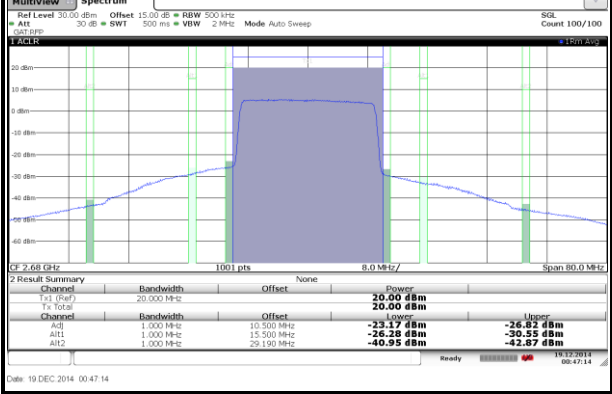 MultiView Spectrum
Ref Level 30.00 dBm Offset 15.00 dB RBW 500 kHz SGL
Att 30 dB SWT 500 ms VBW 2 MHz Mode Auto Sweep Count 100/100
GAT:RFP
1 ACLR 1Rm Avg
20 dBm
10 dBm
0 dBm
-10 dBm
-20 dBm
-30 dBm
-40 dBm
-50 dBm
-60 dBm
CF 2.68 GHz 1001 pts 8.0 MHz/ Span 80.0 MHz
2 Result Summary None
Channel Bandwidth Offset Power
Tx1 (Ref) 20.000 MHz 20.00 dBm
Tx Total 20.00 dBm
Channel Bandwidth Offset Lower Upper
Adj 1.000 MHz 10.500 MHz -23.17 dBm -26.82 dBm
Alt1 1.000 MHz 15.500 MHz -26.28 dBm -30.55 dBm
Alt2 1.000 MHz 29.190 MHz -40.95 dBm -42.87 dBm
Ready 19.12.2014
00:47:14
Date: 19.DEC.2014 00:47:14